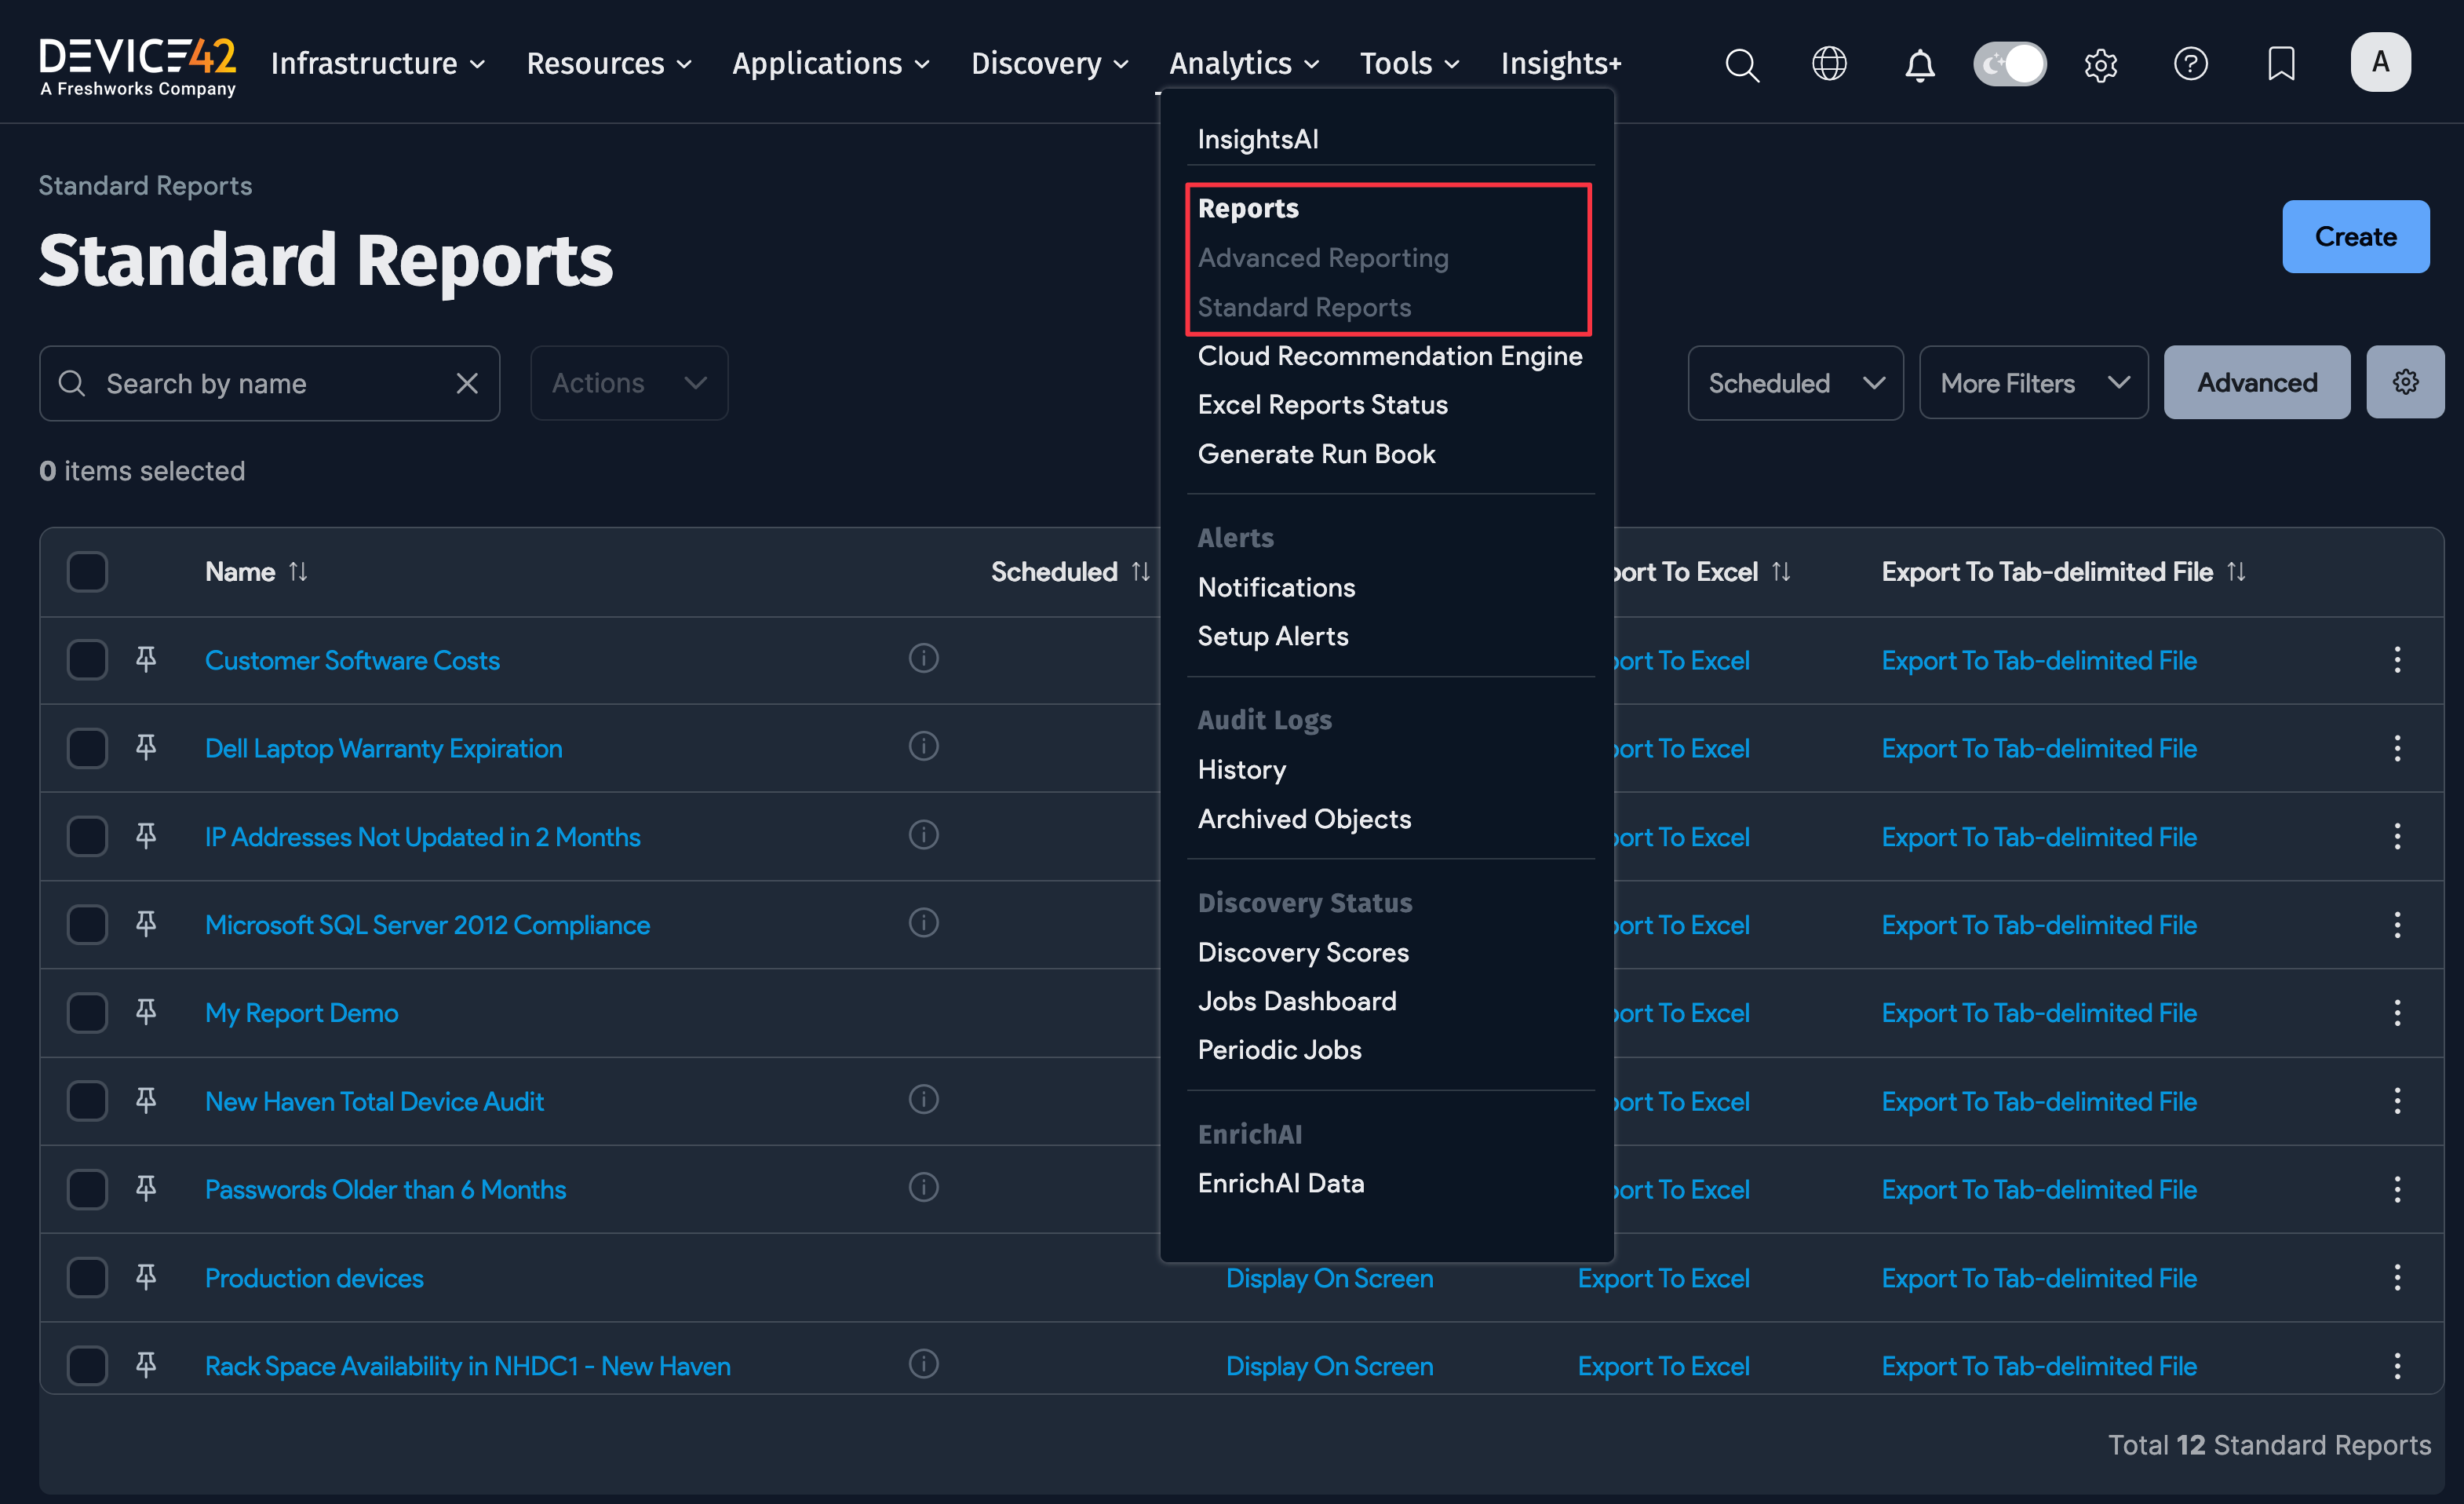 DEVICE42
A Freshworks Company
Infrastructure Resources Applications Discovery Analytics Tools Insights+
A
InsightsAI
Reports
Advanced Reporting
Standard Reports
Cloud Recommendation Engine
Excel Reports Status
Generate Run Book
Alerts
Notifications
Setup Alerts
Audit Logs
History
Archived Objects
Discovery Status
Discovery Scores
Jobs Dashboard
Periodic Jobs
EnrichAI
EnrichAI Data
Standard Reports
Standard Reports
Create
Search by name Actions Scheduled More Filters Advanced
0 items selected
Name Scheduled port To Excel Export To Tab-delimited File
Customer Software Costs port To Excel Export To Tab-delimited File
Dell Laptop Warranty Expiration port To Excel Export To Tab-delimited File
IP Addresses Not Updated in 2 Months port To Excel Export To Tab-delimited File
Microsoft SQL Server 2012 Compliance port To Excel Export To Tab-delimited File
My Report Demo port To Excel Export To Tab-delimited File
New Haven Total Device Audit port To Excel Export To Tab-delimited File
Passwords Older than 6 Months port To Excel Export To Tab-delimited File
Production devices Display On Screen Export To Excel Export To Tab-delimited File
Rack Space Availability in NHDC1 - New Haven Display On Screen Export To Excel Export To Tab-delimited File
Total 12 Standard Reports